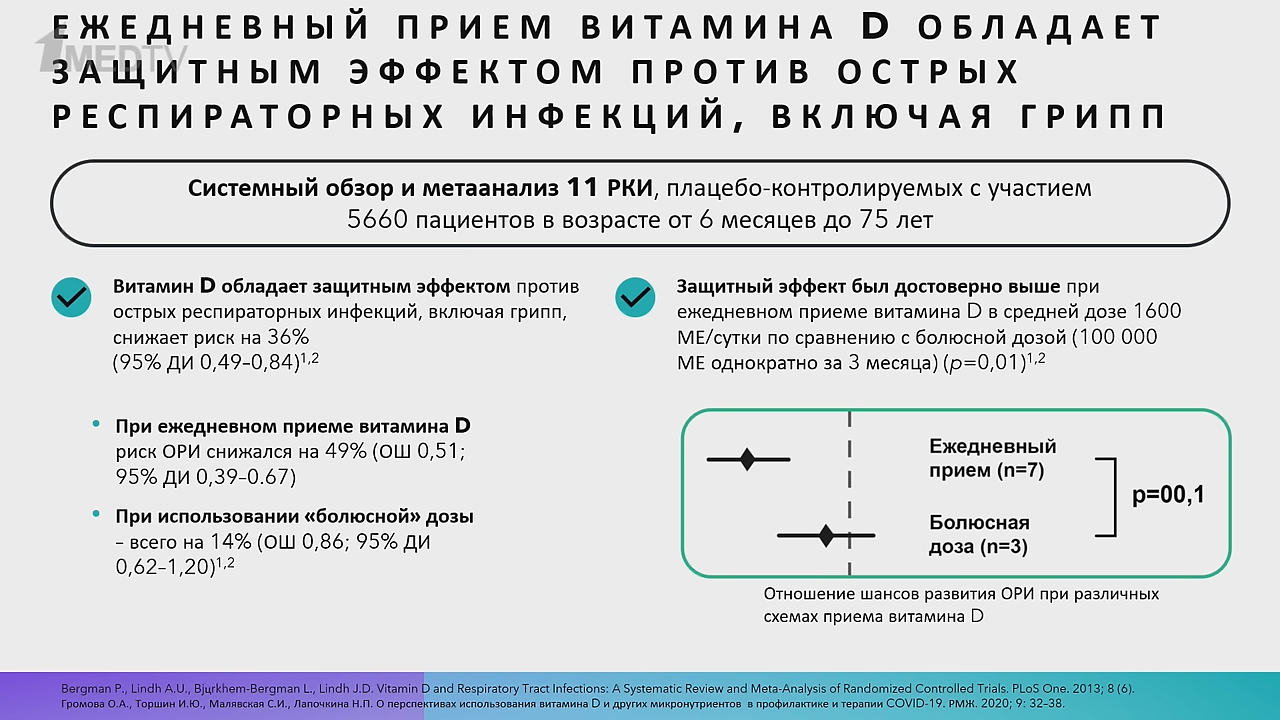 ЕЖЕДНЕВНЫЙ ПРИЕМ ВИТАМИНА D ОБЛАДАЕТ
1MEDTV
ЗАЩИТНЫМ ЭФФЕКТОМ ПРОТИВ ОСТРЫХ
РЕСПИРАТОРНЫХ ИНФЕКЦИЙ, ВКЛЮЧАЯ ГРИПП
Системный обзор и метаанализ 11 РКИ, плацебо-контролируемых с участием
5660 пациентов в возрасте от 6 месяцев до 75 лет
Витамин D обладает защитным эффектом против
острых респираторных инфекций, включая грипп,
снижает риск на 36%
(95% ДИ 0,49–0,84)1,2
• При ежедневном приеме витамина D
риск ОРИ снижался на 49% (ОШ 0,51;
95% ДИ 0,39–0.67)
• При использовании «болюсной» дозы
– всего на 14% (ОШ 0,86; 95% ДИ
0,62–1,20)1,2
Защитный эффект был достоверно выше при
ежедневном приеме витамина D в средней дозе 1600
МЕ/сутки по сравнению с болюсной дозой (100 000
МЕ однократно за 3 месяца) (p=0,01)1,2
Ежедневный
прием (n=7)
p=00,1
Болюсная
доза (n=3)
Отношение шансов развития ОРИ при различных
схемах приема витамина D
Bergman P., Lindh A.U., Bjцrkhem-Bergman L., Lindh J.D. Vitamin D and Respiratory Tract Infections: A Systematic Review and Meta-Analysis of Randomized Controlled Trials. PLoS One. 2013; 8 (6).
Громова О.А., Торшин И.Ю., Малявская С.И., Лапочкина Н.П. О перспективах использования витамина D и других микронутриентов в профилактике и терапии COVID-19. РМЖ. 2020; 9: 32–38.